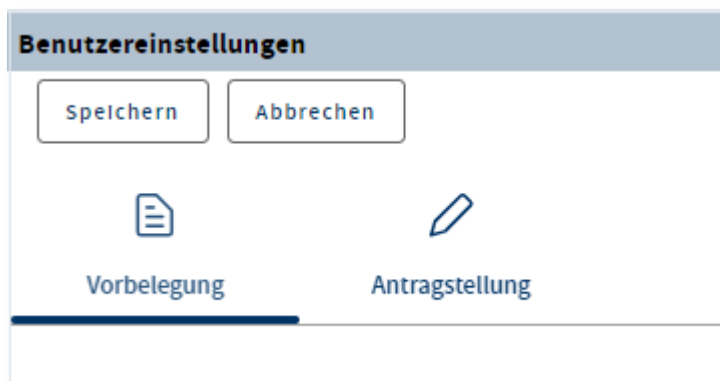 Benutzereinstellungen
Speichern Abbrechen
Vorbelegung Antragstellung